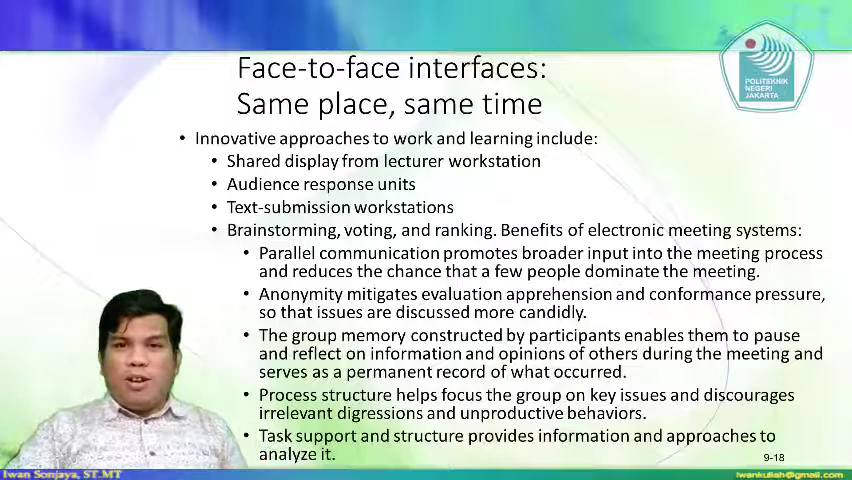 Face-to-face interfaces:
Same place, same time
POLITEKNIK
NEGERI
JAKARTA
• Innovative approaches to work and learning include:
• Shared display from lecturer workstation
• Audience response units
• Text-submission workstations
• Brainstorming, voting, and ranking. Benefits of electronic meeting systems:
• Parallel communication promotes broader input into the meeting process
and reduces the chance that a few people dominate the meeting.
• Anonymity mitigates evaluation apprehension and conformance pressure,
so that issues are discussed more candidly.
• The group memory constructed by participants enables them to pause
and reflect on information and opinions of others during the meeting and
serves as a permanent record of what occurred.
• Process structure helps focus the group on key issues and discourages
irrelevant digressions and unproductive behaviors.
• Task support and structure provides information and approaches to
analyze it.
9-18
Iwan Sonjaya, ST.MT
iwankuliah@gmail.com